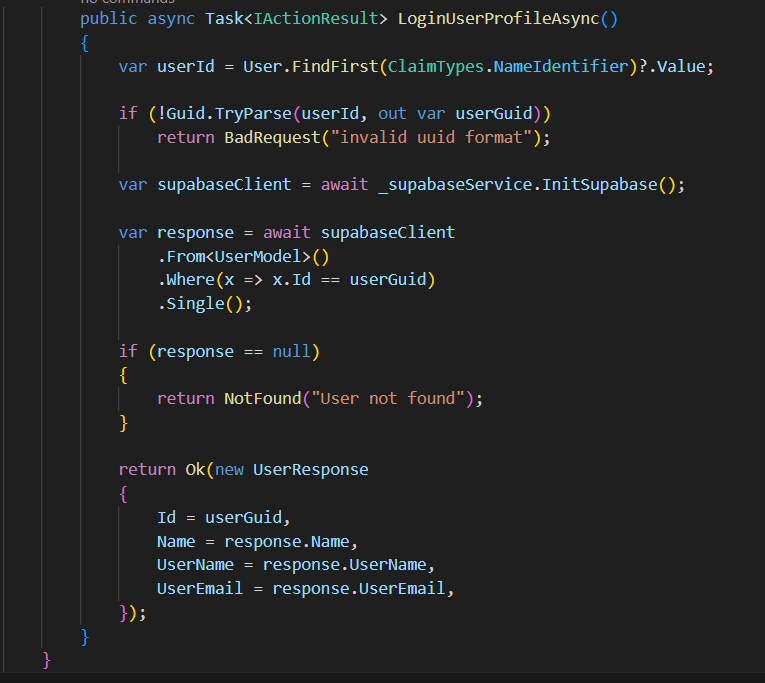 no commands
public async Task<IActionResult> LoginUserProfileAsync()
{
var userId = User.FindFirst(ClaimTypes.NameIdentifier)?.Value;
if (!Guid.TryParse(userId, out var userGuid))
return BadRequest("invalid uuid format");
var supabaseClient = await _supabaseService.InitSupabase();
var response = await supabaseClient
.From<UserModel>()
.Where(x => x.Id == userGuid)
.Single();
if (response == null)
{
return NotFound("User not found");
}
return Ok(new UserResponse
{
Id = userGuid,
Name = response.Name,
UserName = response.UserName,
UserEmail = response.UserEmail,
});
}
}